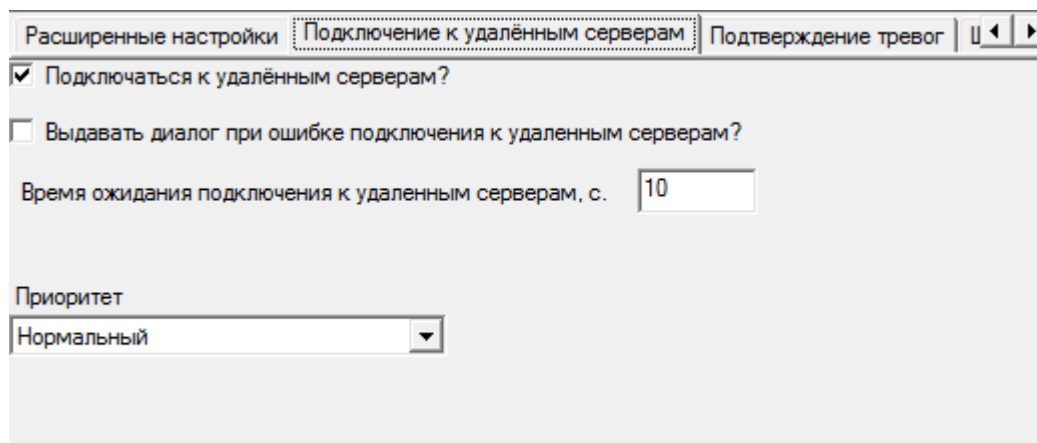 Расширенные настройки Подключение к удалённым серверам Подтверждение тревог
Подключаться к удалённым серверам?
Выдавать диалог при ошибке подключения к удаленным серверам?
Время ожидания подключения к удаленным серверам, с. 10
Приоритет
Нормальный